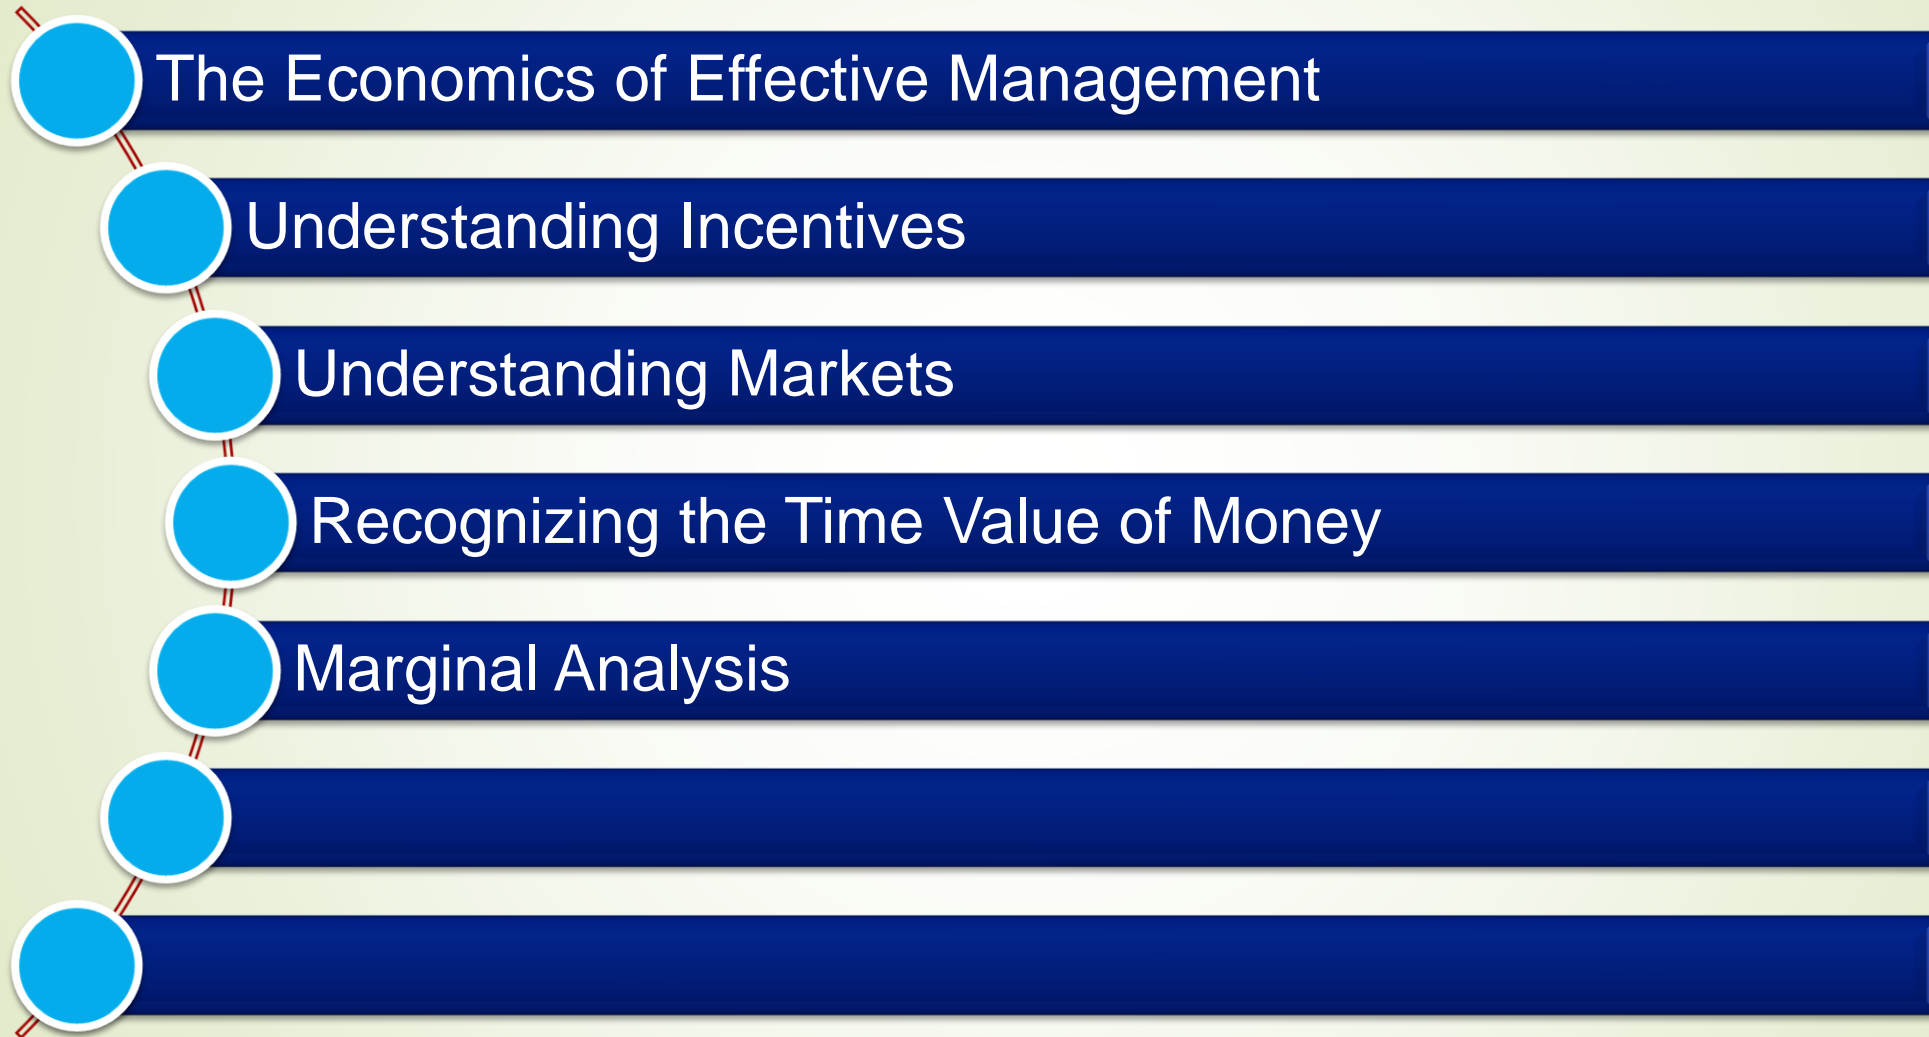 The Economics of Effective Management
Understanding Incentives
Understanding Markets
Recognizing the Time Value of Money
Marginal Analysis